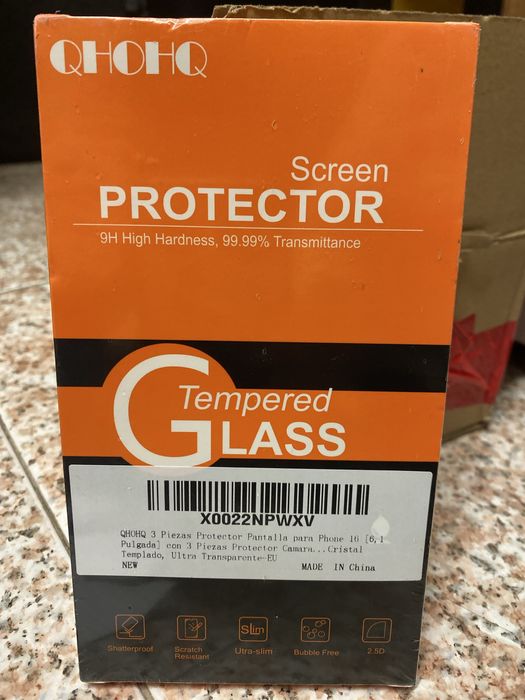 QHOHQ
Screen
PROTECTOR
9H High Hardness, 99.99% Transmittance
Tempered
GLASS
X0022NPWXV
QHOHQ 3 Piezas Protector Pantalla para Phone 16 [6,1
Pulgada] con 3 Piezas Protector Camara...Cristal
Templado, Ultra Transparente-EU
NEW MADE IN China
Shatterproof
Scratch
Resistant
SLIM
Utra-slim
Bubble Free
2.5D